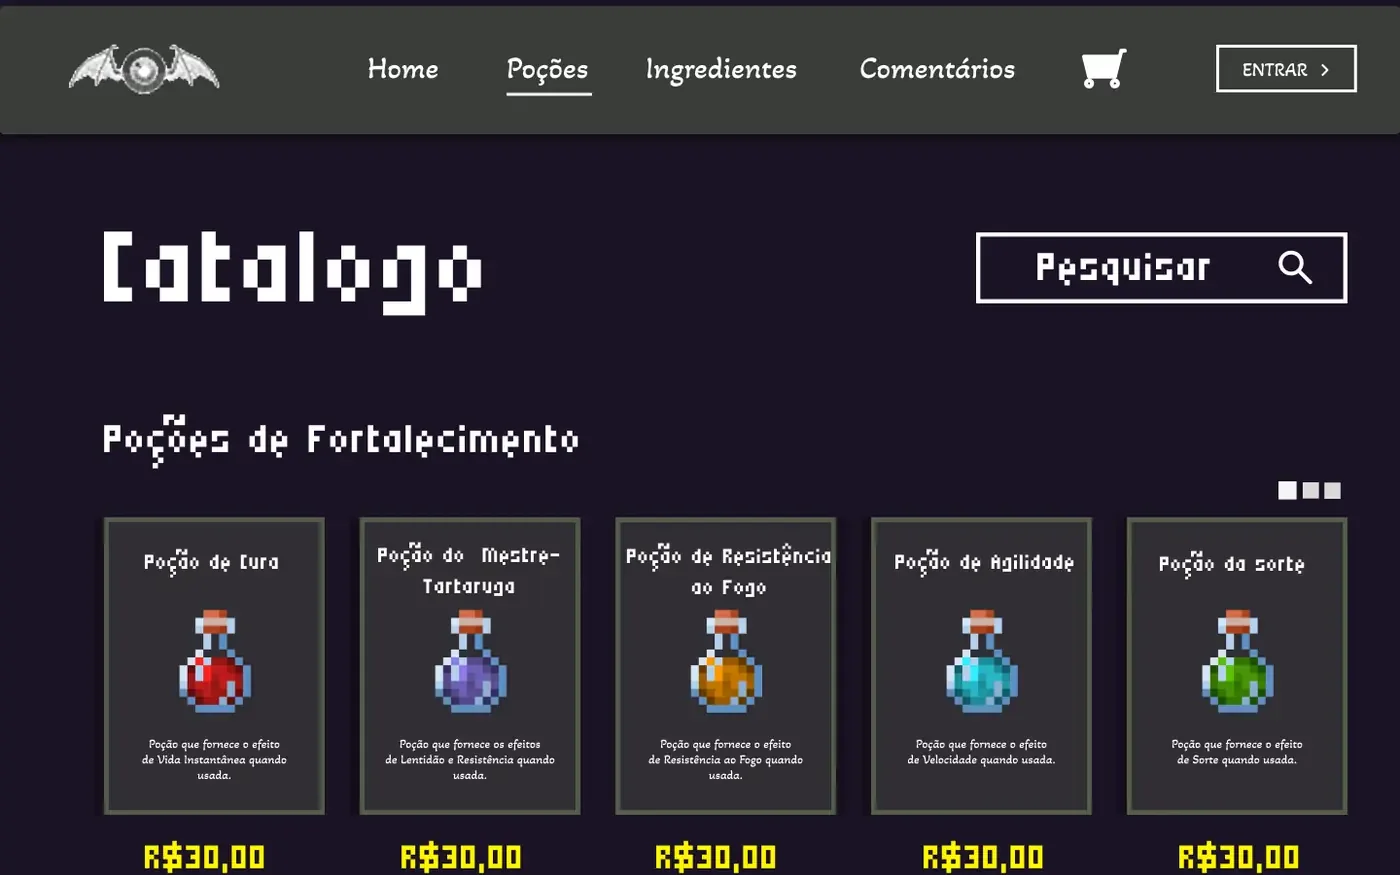 Home Poções Ingredientes Comentários ENTRAR
Catalogo
Pesquisar
Poções de Fortalecimento
Poção de Cura
Poção do Mestre-
Tartaruga
Poção de Resistência
ao Fogo
Poção de Agilidade
Poção da sorte
Poção que fornece o efeito
de Vida Instantânea quando
usada.
Poção que fornece os efeitos
de Lentidão e Resistência quando
usada.
Poção que fornece o efeito
de Resistência ao Fogo quando
usada.
Poção que fornece o efeito
de Velocidade quando usada.
Poção que fornece o efeito
de Sorte quando usada.
R$30,00 R$30,00 R$30,00 R$30,00 R$30,00